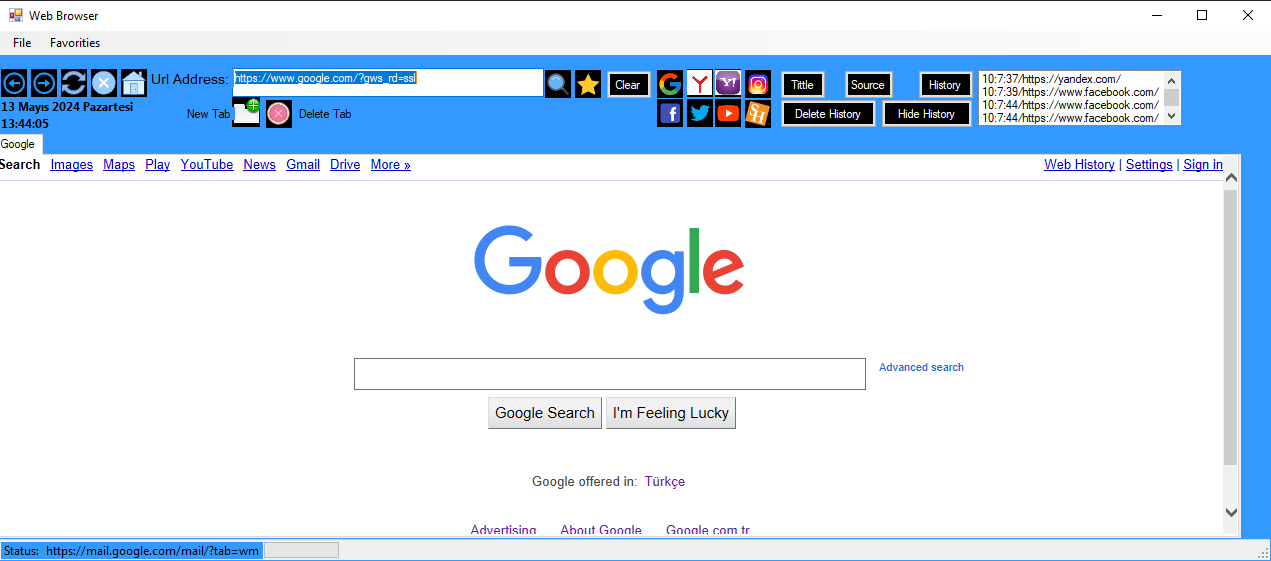 Web Browser
File Favorities
Url Address: https://www.google.com/?gws_rd=ssl Clear Tittle Source History
13 Mayıs 2024 Pazartesi
13:44:05
New Tab Delete Tab Delete History Hide History
10:7:37/https://yandex.com/
10:7:39/https://www.facebook.com/
10:7:44/https://www.facebook.com/
10:7:44/https://www.facebook.com/
Google
Search Images Maps Play YouTube News Gmail Drive More » Web History | Settings | Sign in
Google
Advanced search
Google Search I'm Feeling Lucky
Google offered in: Türkçe
Advertising About Google Google.com.tr
Status: https://mail.google.com/mail/?tab=wm